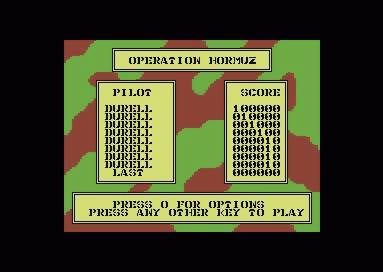 OPERATION HORMUZ
PILOT SCORE
DURELL 100000
DURELL 010000
DURELL 001000
DURELL 000100
DURELL 000010
DURELL 000010
DURELL 000010
DURELL 000010
LAST 000000
PRESS O FOR OPTIONS
PRESS ANY OTHER KEY TO PLAY